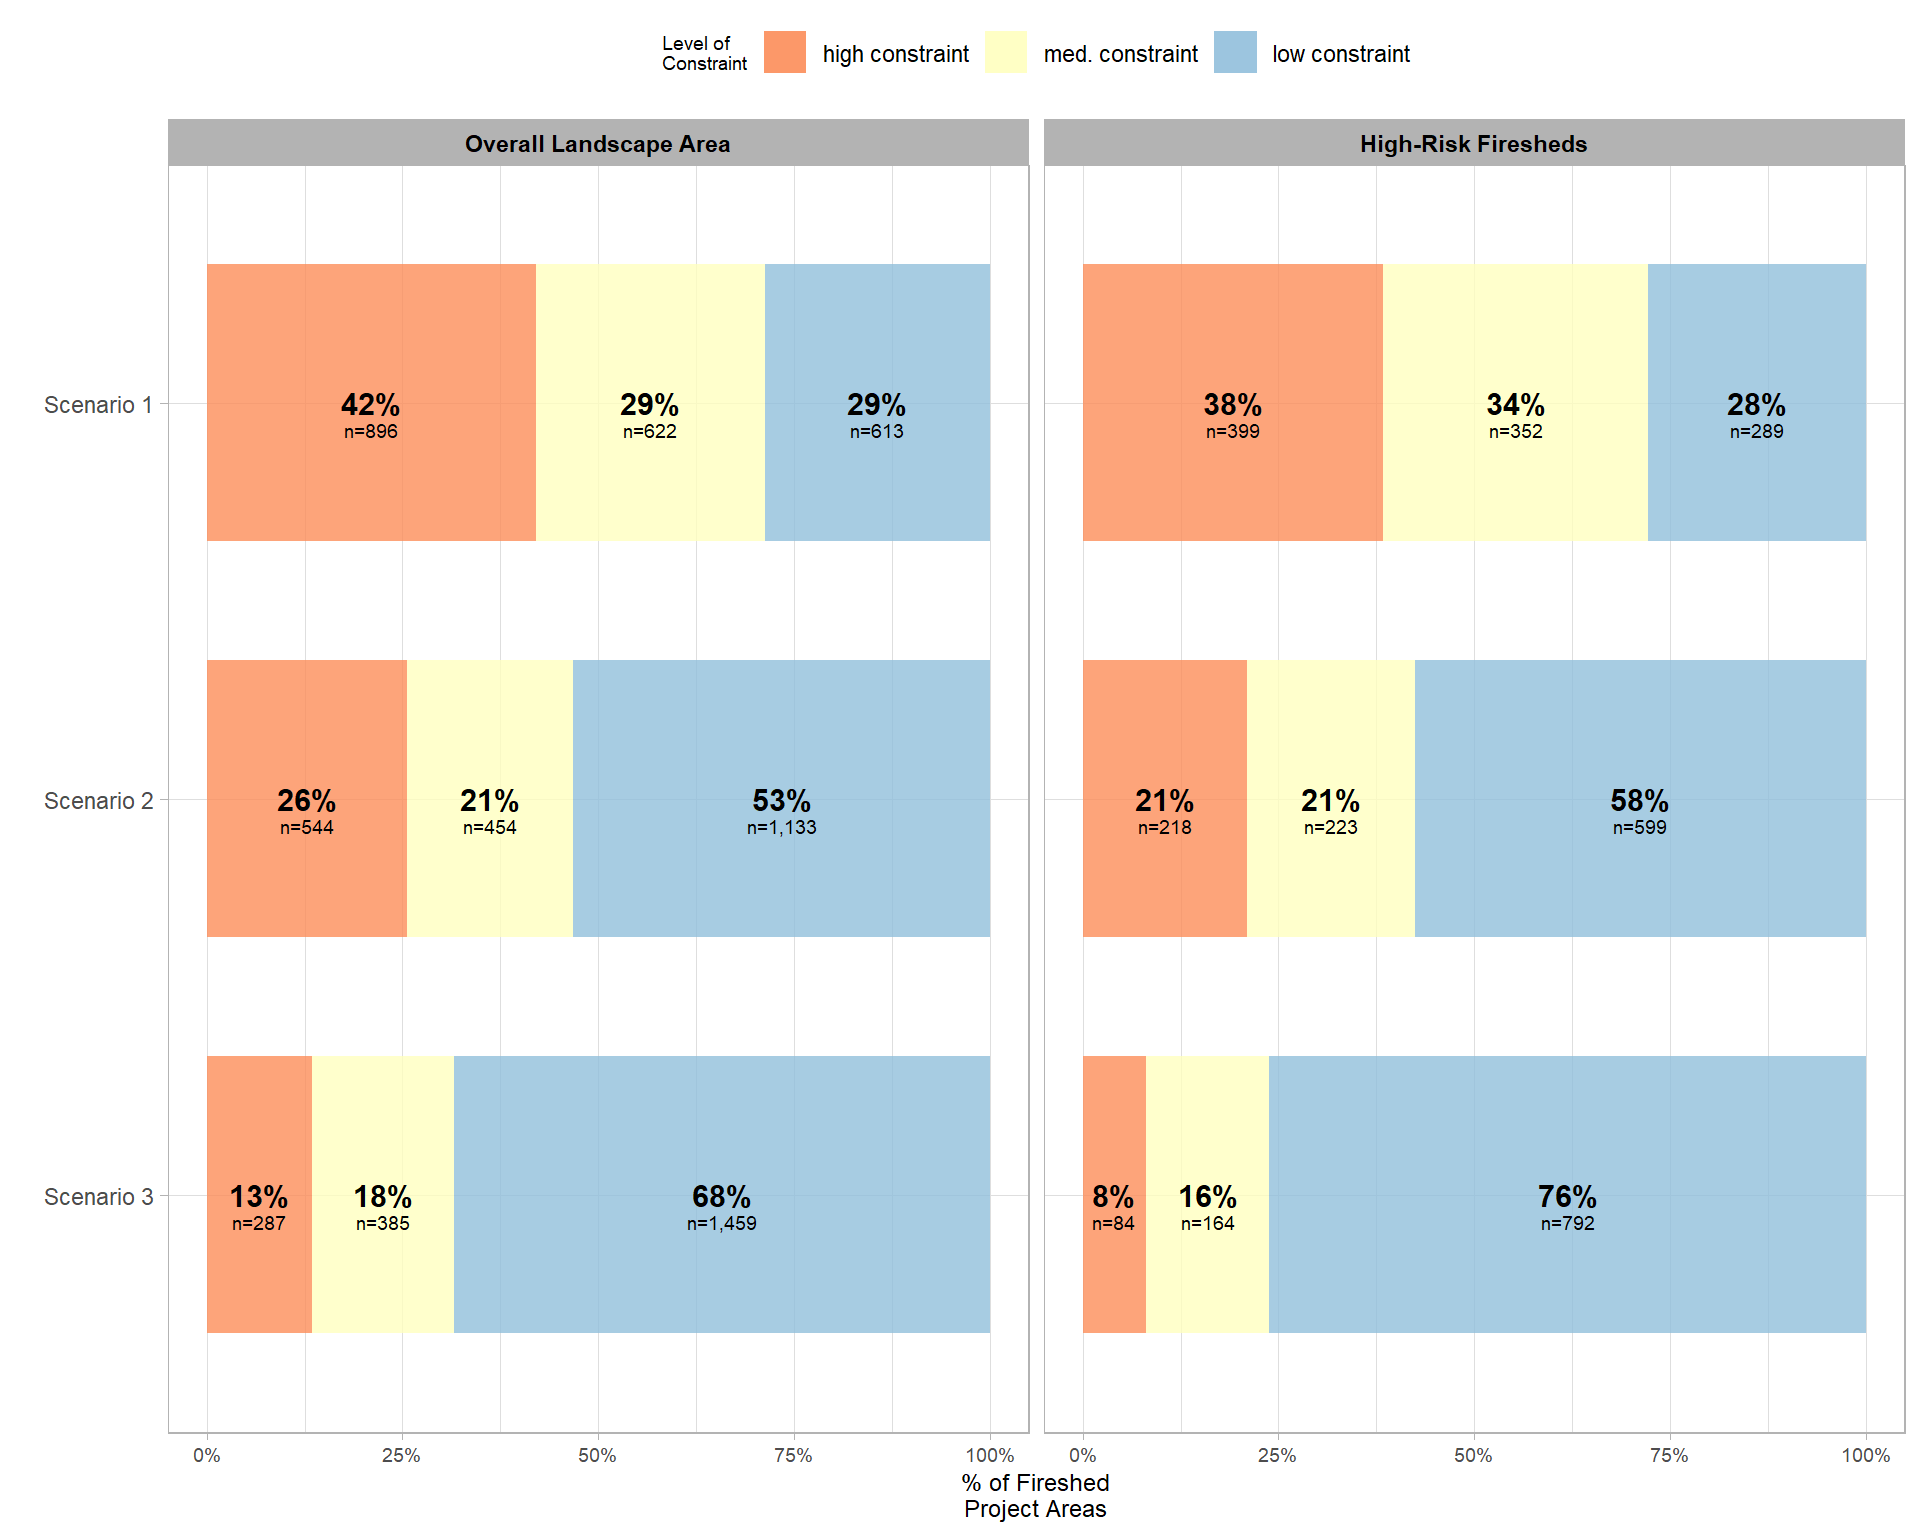 Level of
Constraint
high constraint
med. constraint
low constraint
Overall Landscape Area
High-Risk Firesheds
Scenario 1
42%
n=896
29%
n=622
29%
n=613
38%
n=399
34%
n=352
28%
n=289
Scenario 2
26%
n=544
21%
n=454
53%
n=1,133
21%
n=218
21%
n=223
58%
n=599
Scenario 3
13%
n=287
18%
n=385
68%
n=1,459
8%
n=84
16%
n=164
76%
n=792
0%
25%
50%
75%
100%
0%
25%
50%
75%
100%
% of Fireshed
Project Areas